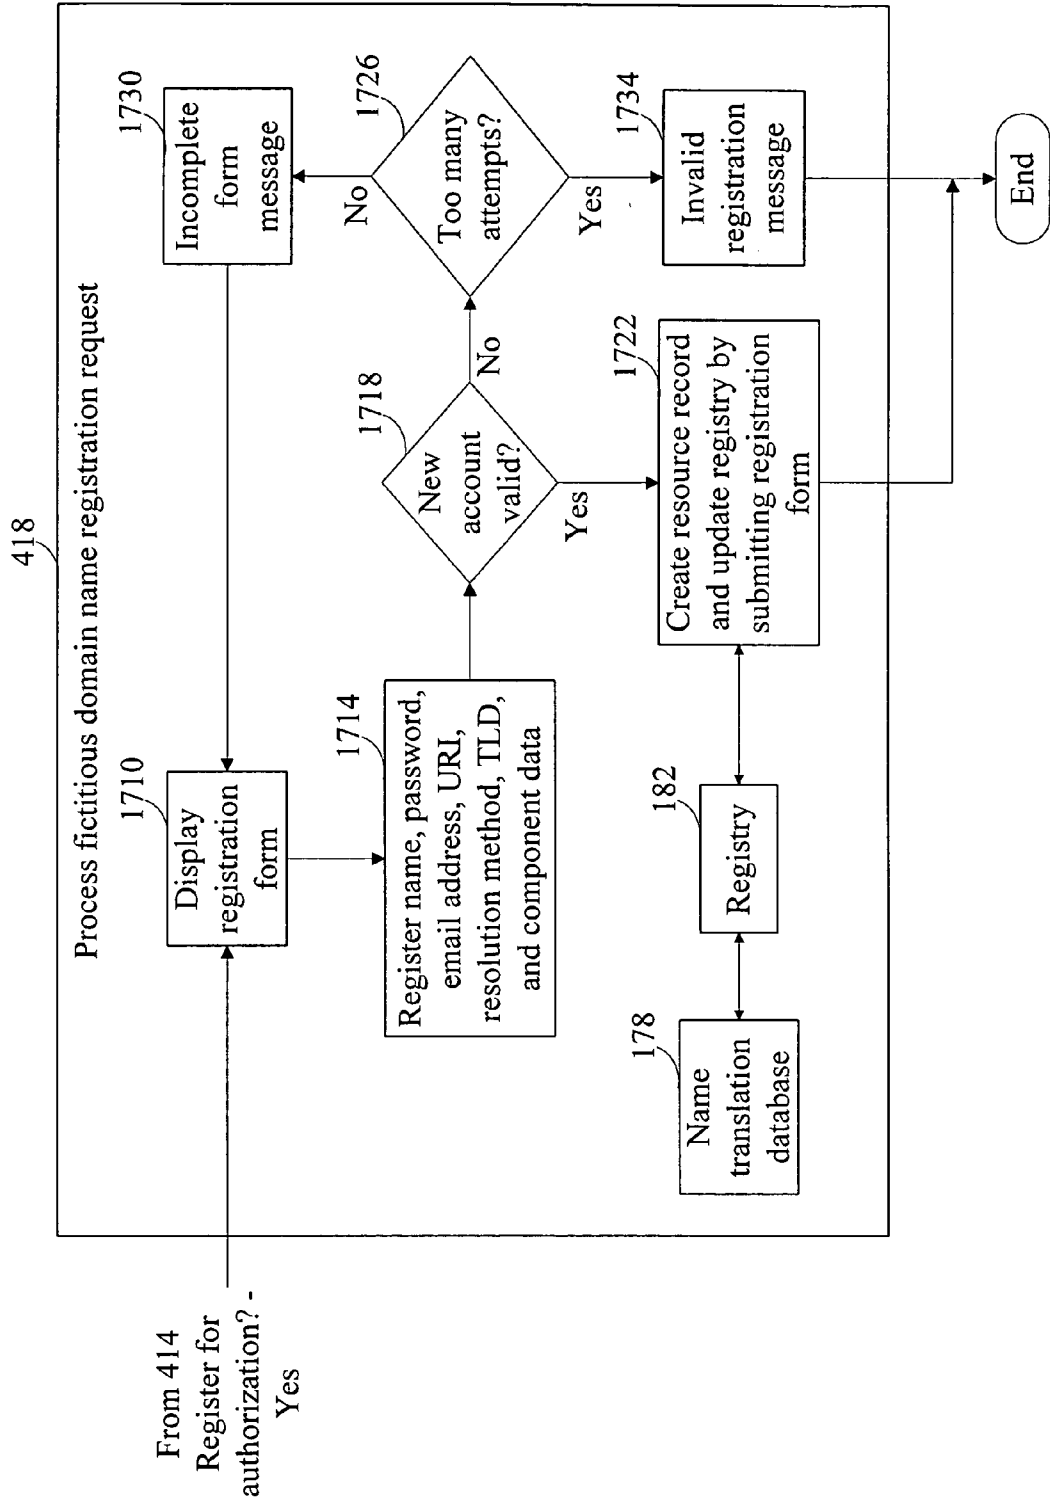 418
Process fictitious domain name registration request
From 414
Register for
authorization? -
Yes
1710
Display
registration
form
1730
Incomplete
form
message
1714
Register name, password,
email address, URI,
resolution method, TLD,
and component data
1718
New
account
valid?
No
Yes
1726
Too many
attempts?
No
Yes
178
Name
translation
database
182
Registry
1722
Create resource record
and update registry by
submitting registration
form
1734
Invalid
registration
message
End